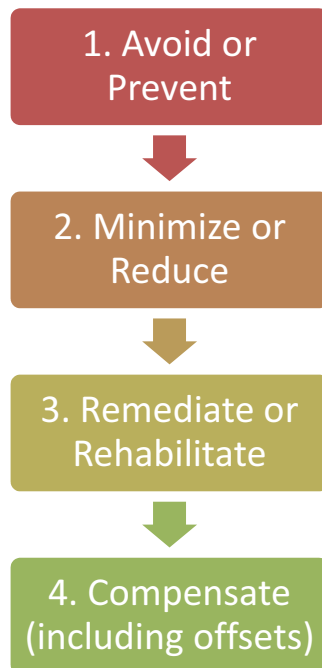 1. Avoid or
Prevent
2. Minimize or
Reduce
3. Remediate or
Rehabilitate
4. Compensate
(including offsets)